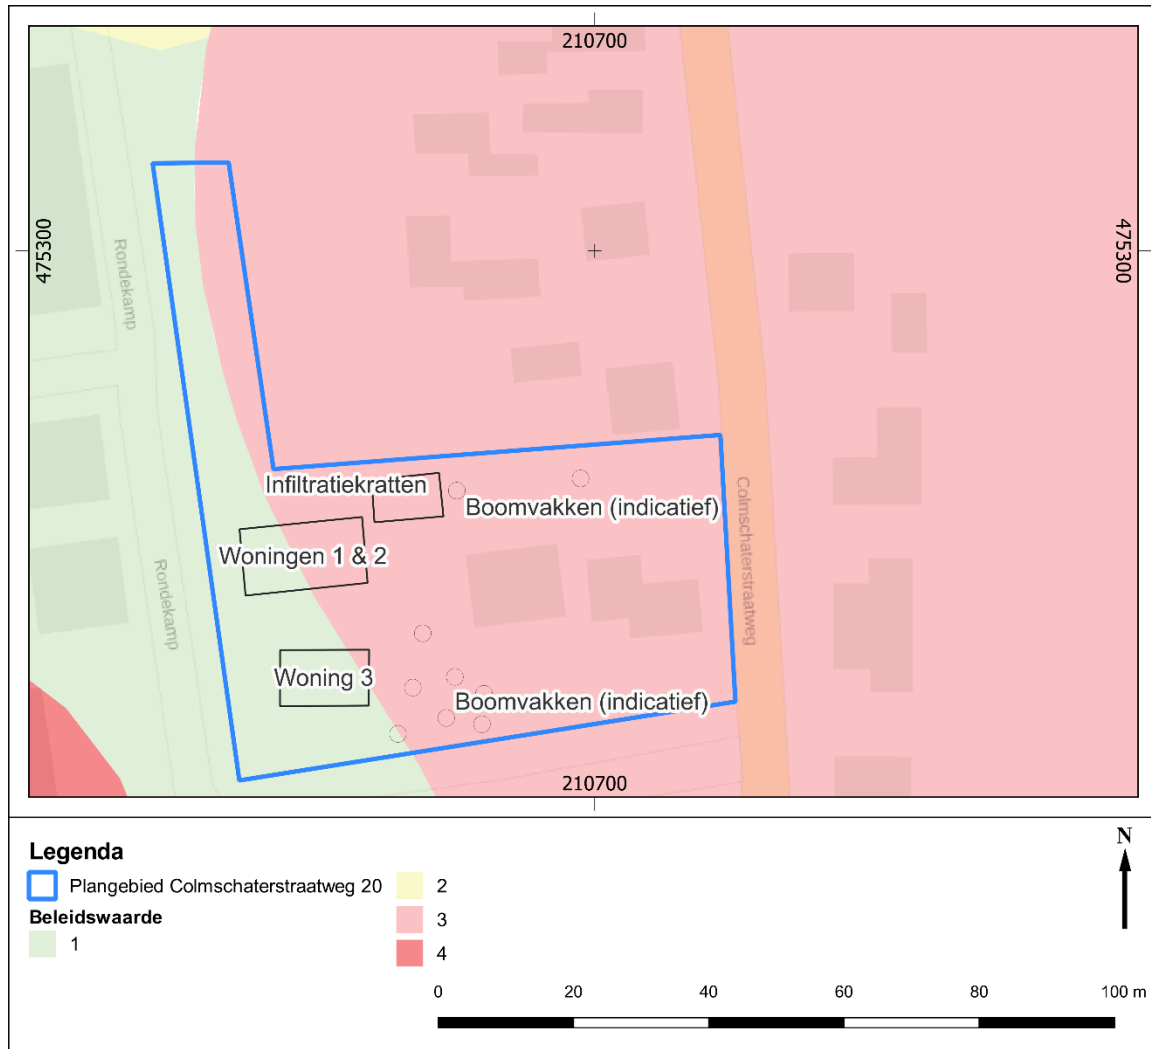 210700
475300
475300
Rondekamp
Infiltratiekratten
Boomvakken (indicatief)
Colmschaterstraatweg
Woningen 1 & 2
Rondekamp
Woning 3
Boomvakken (indicatief)
210700
Legenda
Plangebied Colmschaterstraatweg 20
Beleidswaarde
1
2
3
4
N
0 20 40 60 80 100 m